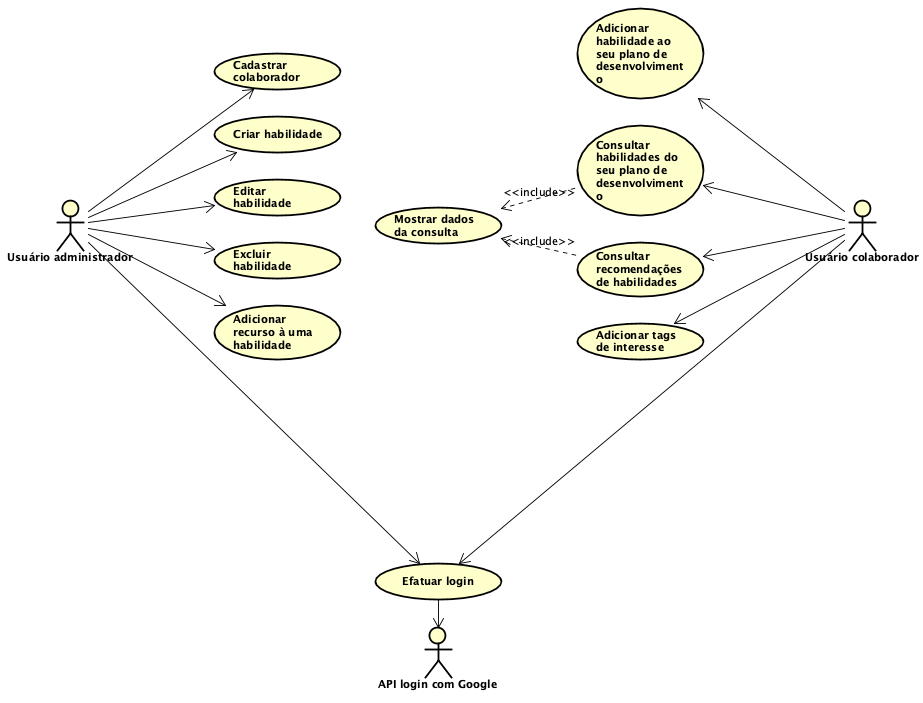 Adicionar
habilidade ao
seu plano de
desenvolviment
o
Cadastrar
colaborador
Criar habilidade
Consultar
habilidades do
seu plano de
desenvolviment
o
<<include>>
Editar
habilidade
Mostrar dados
da consulta
<<include>>
Usuário administrador
Usuário colaborador
Excluir
habilidade
Consultar
recomendações
de habilidades
Adicionar
recurso à uma
habilidade
Adicionar tags
de interesse
Efatuar login
API login com Google